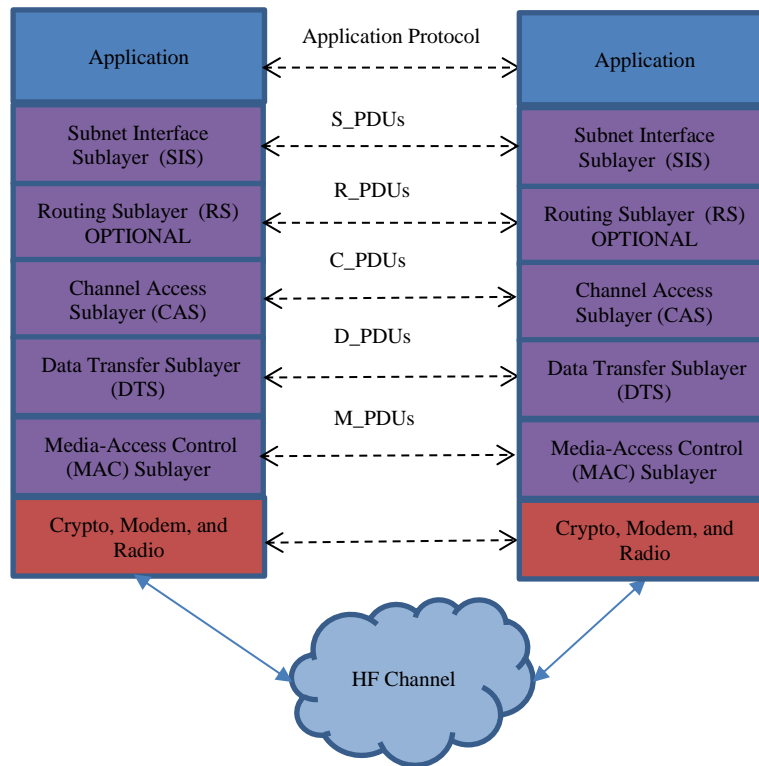 Application Protocol
Application
Application
S_PDUs
Subnet Interface
Sublayer (SIS)
Subnet Interface
Sublayer (SIS)
R_PDUs
Routing Sublayer (RS)
OPTIONAL
Routing Sublayer (RS)
OPTIONAL
C_PDUs
Channel Access
Sublayer (CAS)
Channel Access
Sublayer (CAS)
D_PDUs
Data Transfer Sublayer
(DTS)
Data Transfer Sublayer
(DTS)
M_PDUs
Media-Access Control
(MAC) Sublayer
Media-Access Control
(MAC) Sublayer
Crypto, Modem, and
Radio
Crypto, Modem, and
Radio
HF Channel